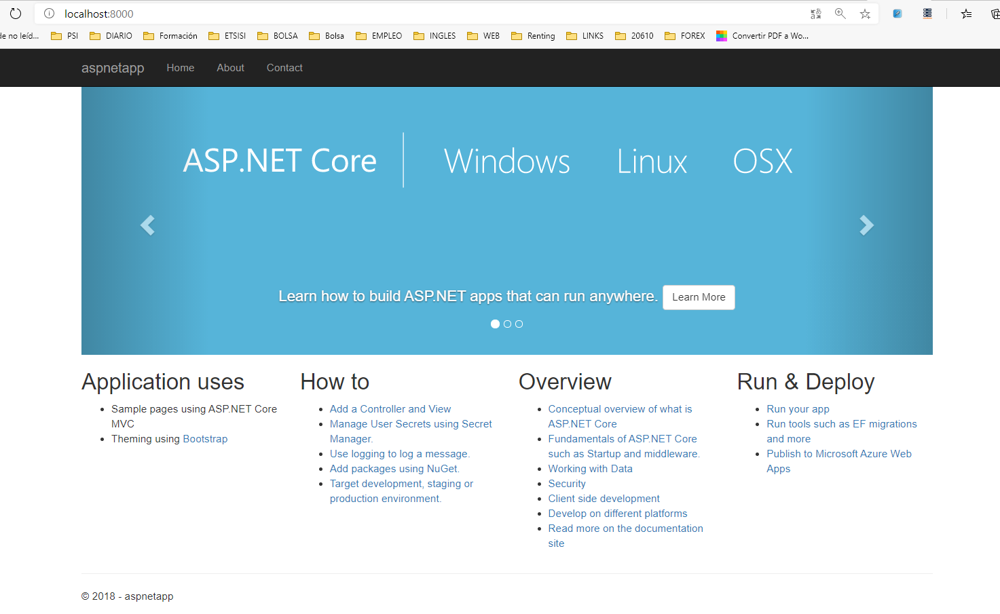 localhost:8000
de no leíd... PSI DIARIO Formación ETSISI BOLSA Bolsa EMPLEO INGLES WEB Renting LINKS 20610 FOREX Convertir PDF a Wo...
aspnetapp Home About Contact
ASP.NET Core Windows Linux OSX
Learn how to build ASP.NET apps that can run anywhere. Learn More
Application uses
Sample pages using ASP.NET Core
MVC
Theming using Bootstrap
How to
Add a Controller and View
Manage User Secrets using Secret
Manager.
Use logging to log a message.
Add packages using NuGet.
Target development, staging or
production environment.
Overview
Conceptual overview of what is
ASP.NET Core
Fundamentals of ASP.NET Core
such as Startup and middleware.
Working with Data
Security
Client side development
Develop on different platforms
Read more on the documentation
site
Run & Deploy
Run your app
Run tools such as EF migrations
and more
Publish to Microsoft Azure Web
Apps
© 2018 - aspnetapp